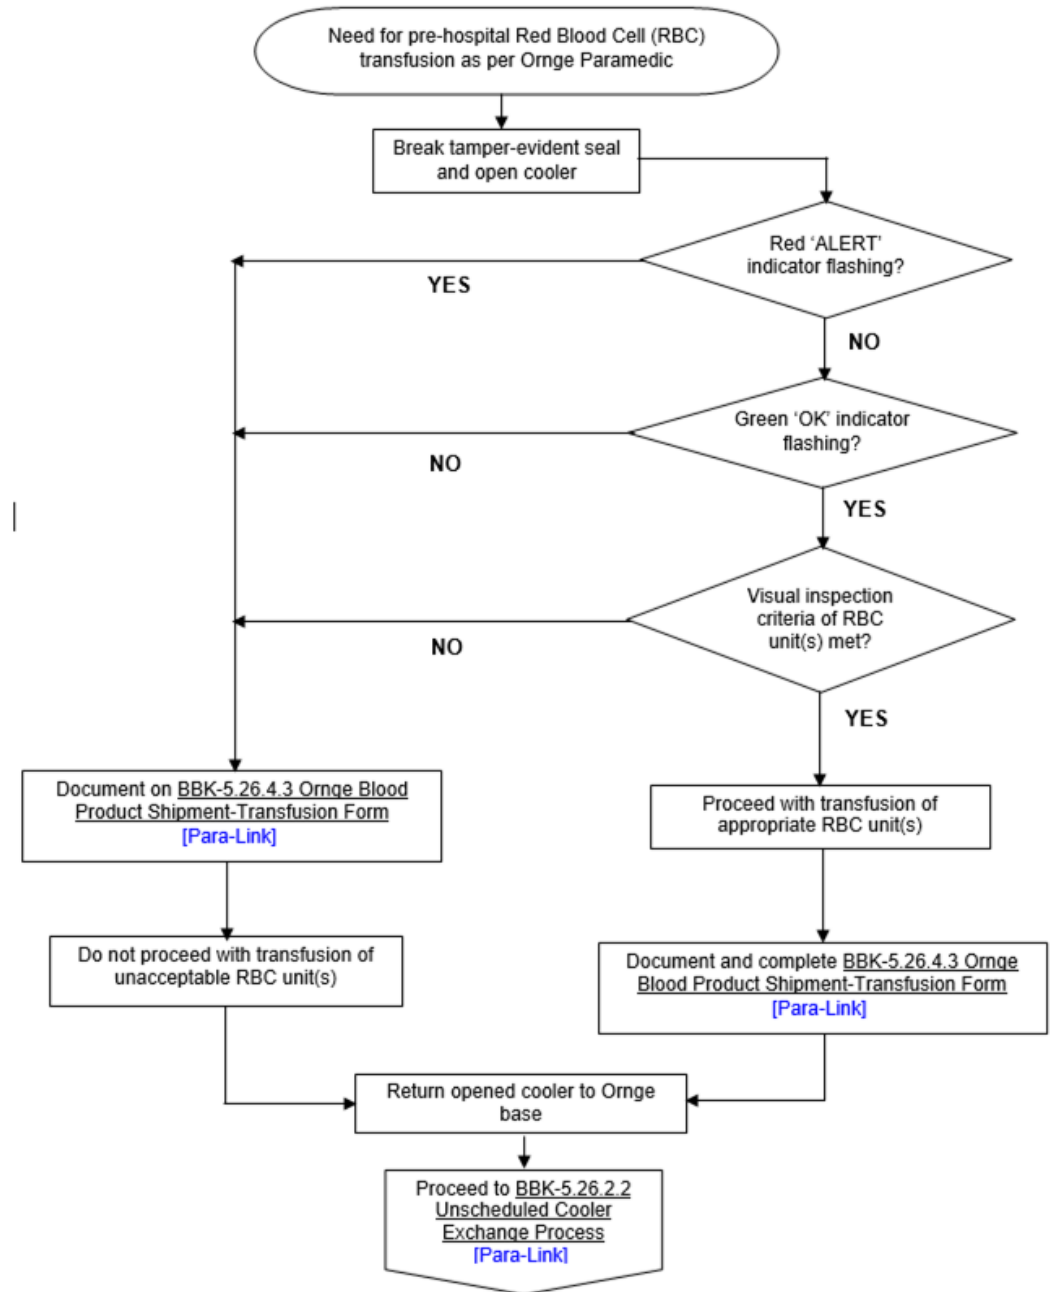 Need for pre-hospital Red Blood Cell (RBC)
transfusion as per Ornge Paramedic
Break tamper-evident seal
and open cooler
Red ‘ALERT’
indicator flashing?
YES
NO
Green ‘OK’ indicator
flashing?
NO
YES
Visual inspection
criteria of RBC
unit(s) met?
NO
YES
Document on BBK-5.26.4.3 Ornge Blood
Product Shipment-Transfusion Form
[Para-Link]
Proceed with transfusion of
appropriate RBC unit(s)
Do not proceed with transfusion of
unacceptable RBC unit(s)
Document and complete BBK-5.26.4.3 Ornge
Blood Product Shipment-Transfusion Form
[Para-Link]
Return opened cooler to Ornge
base
Proceed to BBK-5.26.2.2
Unscheduled Cooler
Exchange Process
[Para-Link]